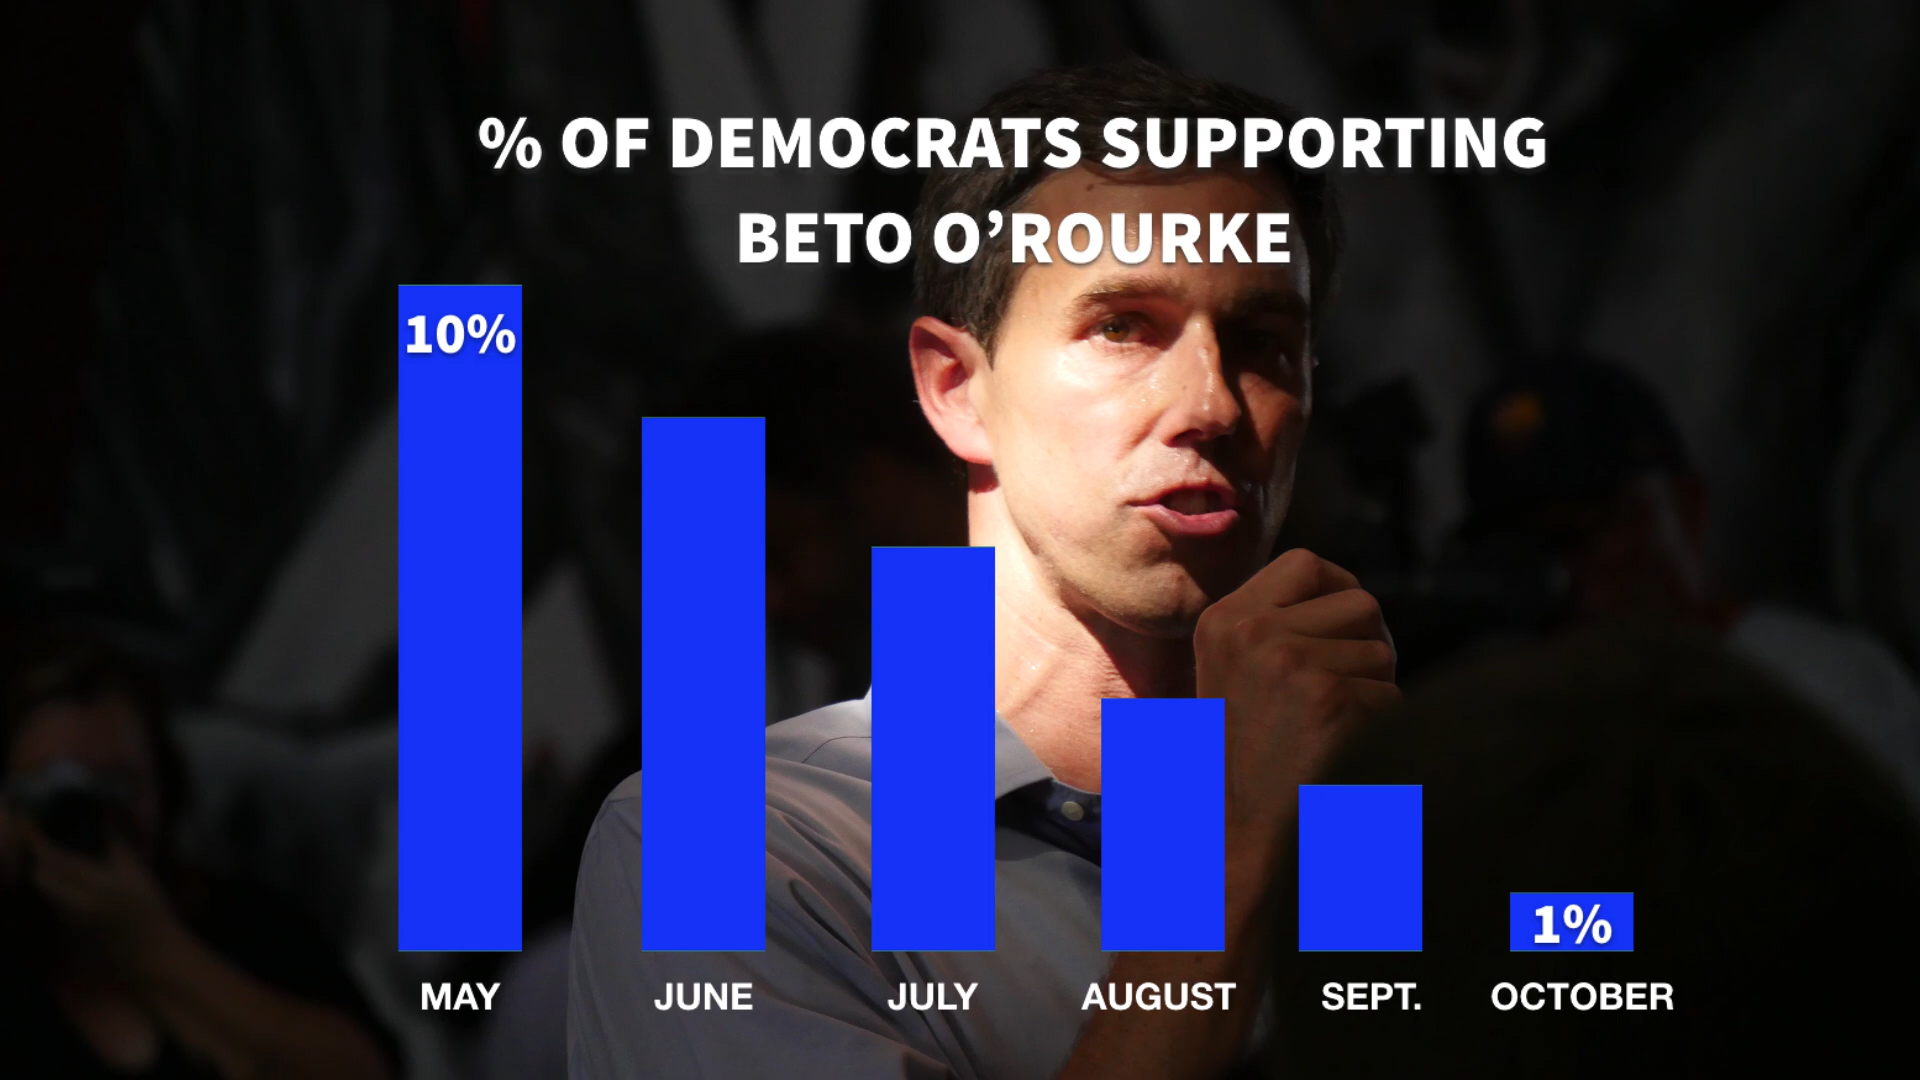 % OF DEMOCRATS SUPPORTING
BETO O’ROURKE
10%
1%
MAY JUNE JULY AUGUST SEPT. OCTOBER